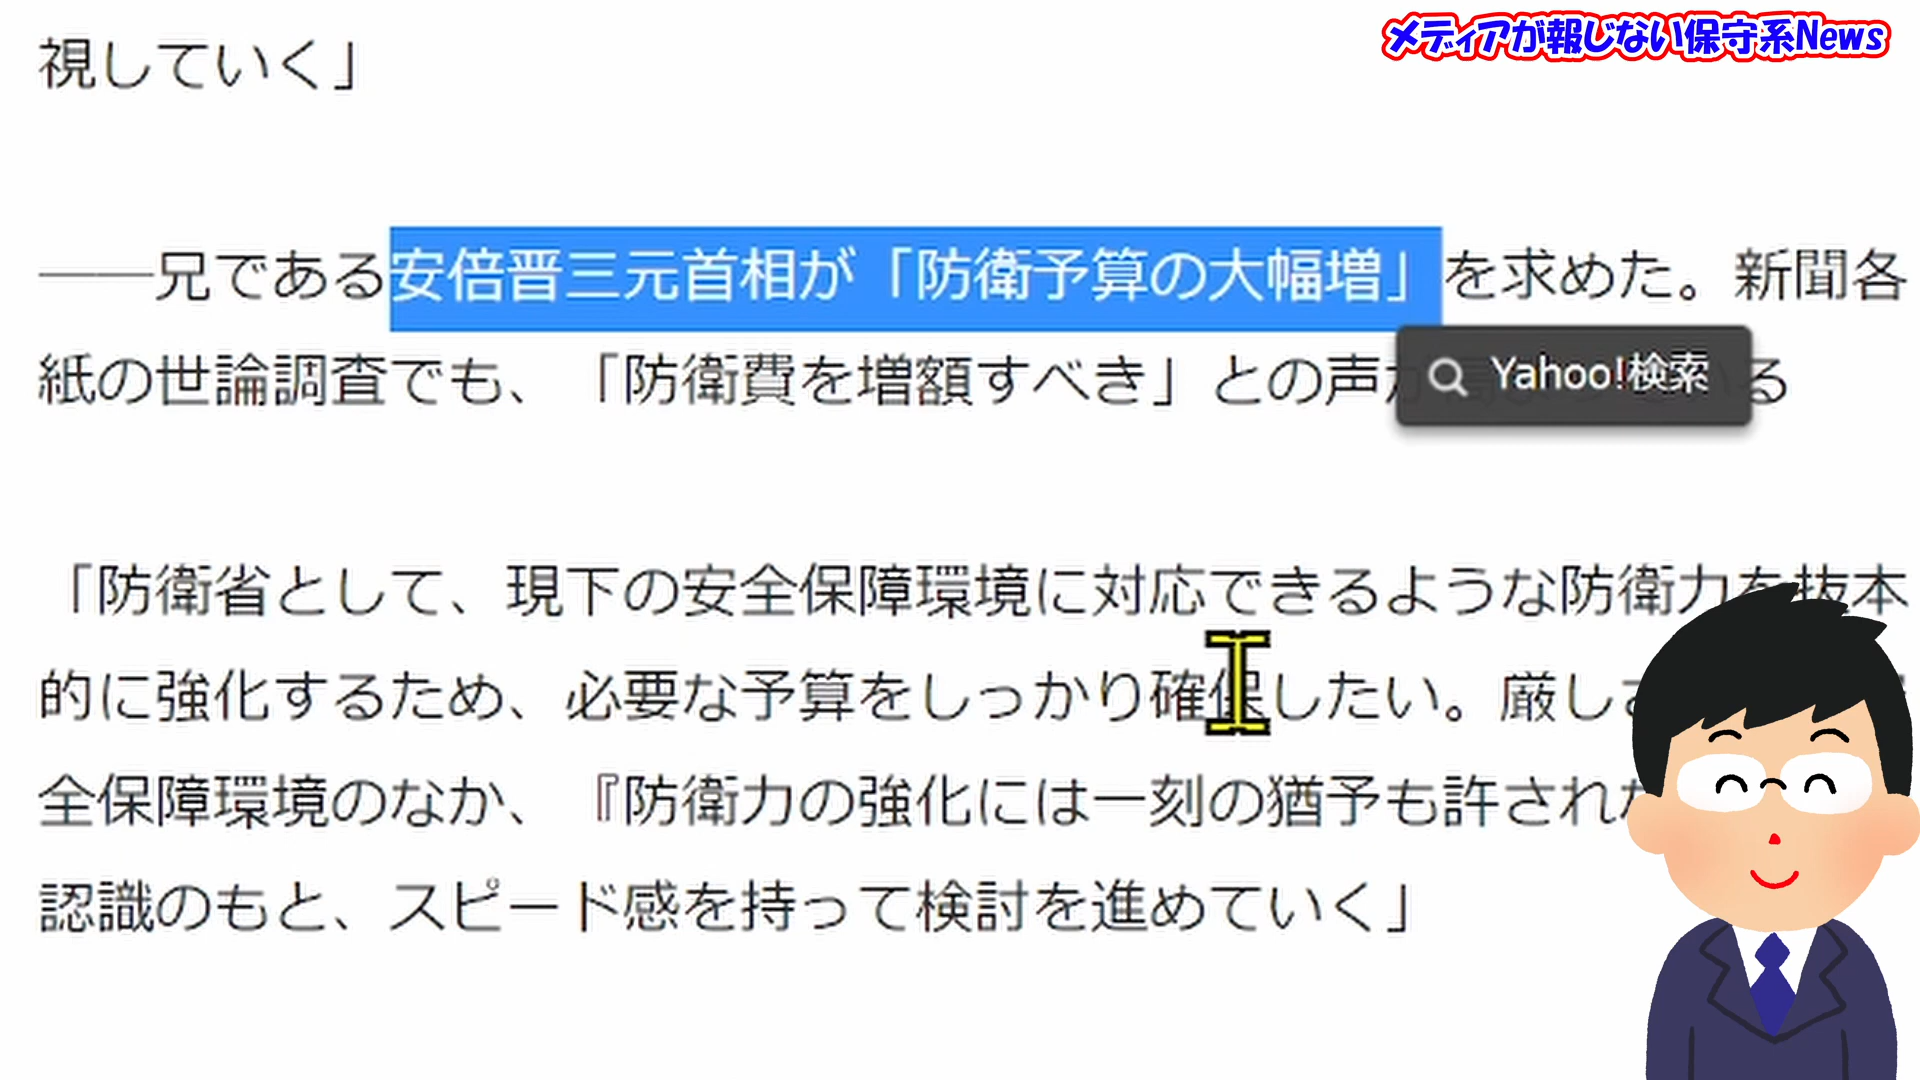 メディアが報じない保守系News
視していく」
──兄である安倍晋三元首相が「防衛予算の大幅増」を求めた。新聞各
紙の世論調査でも、「防衛費を増額すべき」との声が
Yahoo!検索
る
「防衛省として、現下の安全保障環境に対応できるような防衛力を抜本
的に強化するため、必要な予算をしっかり確保したい。厳しさ
全保障環境のなか、『防衛力の強化には一刻の猶予も許されな
認識のもと、スピード感を持って検討を進めていく」